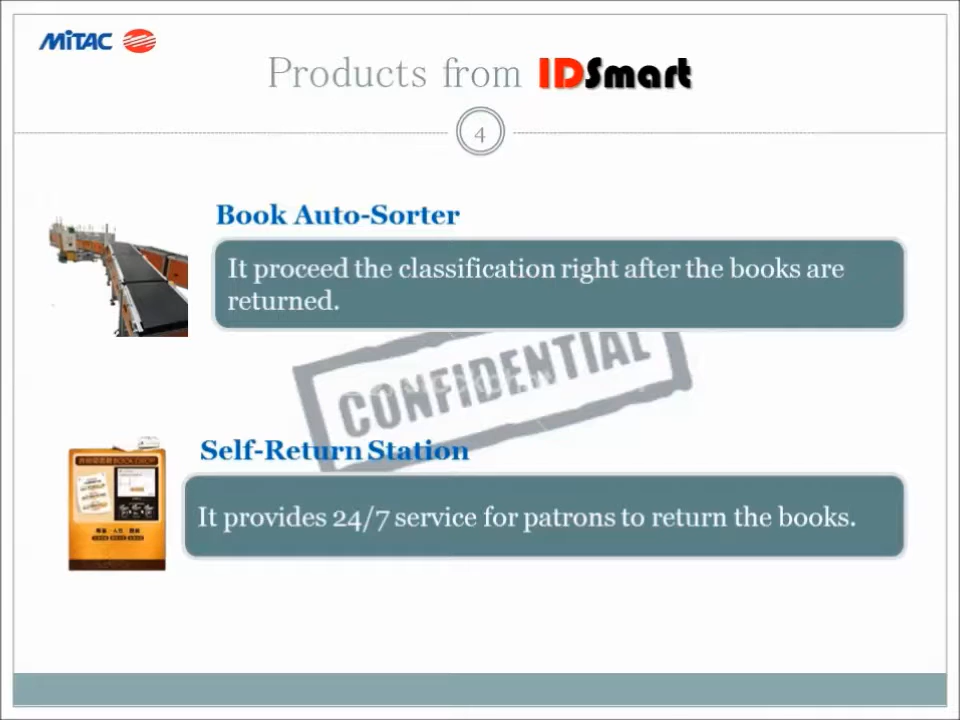 MiTAC
Products from IDSmart
4
Book Auto-Sorter
It proceed the classification right after the books are
returned.
CONFIDENTIAL
Self-Return Station
It provides 24/7 service for patrons to return the books.